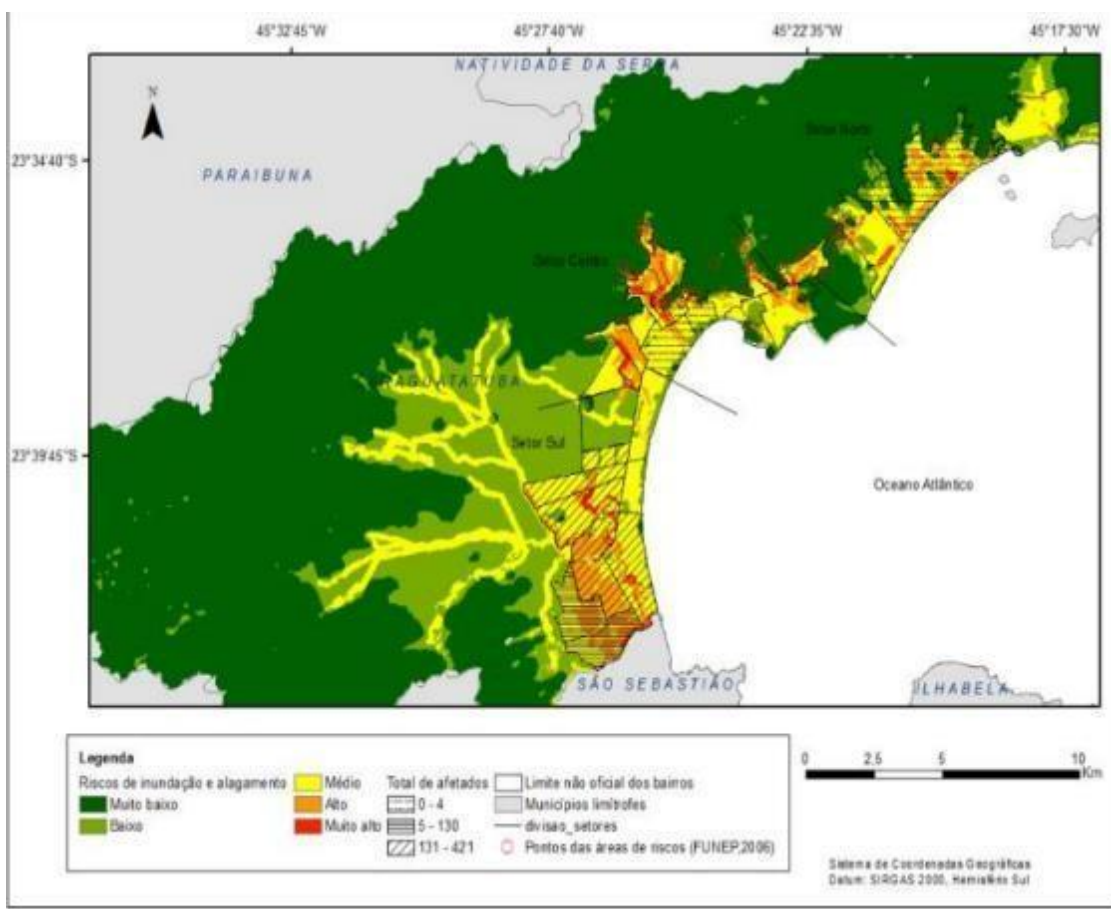 45°32'45"W 45°27'40"W 45°22'35"W 45°17'30"W
NATIVIDADE DA SERRA
N
Setor Norte
23°34'40"S
PARAIBUNA
Setor Centro
CARAGUATATUBA
Setor Sul
23°39'45"S
Oceano Atlântico
SÃO SEBASTIÃO
ILHABELA
Legenda
Riscos de inundação e alagamento
Muito baixo
Baixo
Médio
Alto
Muito alto
Total de afetados
0 - 4
5 - 130
131 - 421
Limite não oficial dos bairros
Municípios limítrofes
divisao_setores
Pontos das áreas de riscos (FUNEP,2006)
0 2,5 5 10
Km
Sistema de Coordenadas Geográficas
Datum: SIRGAS 2000, Hemisfério Sul